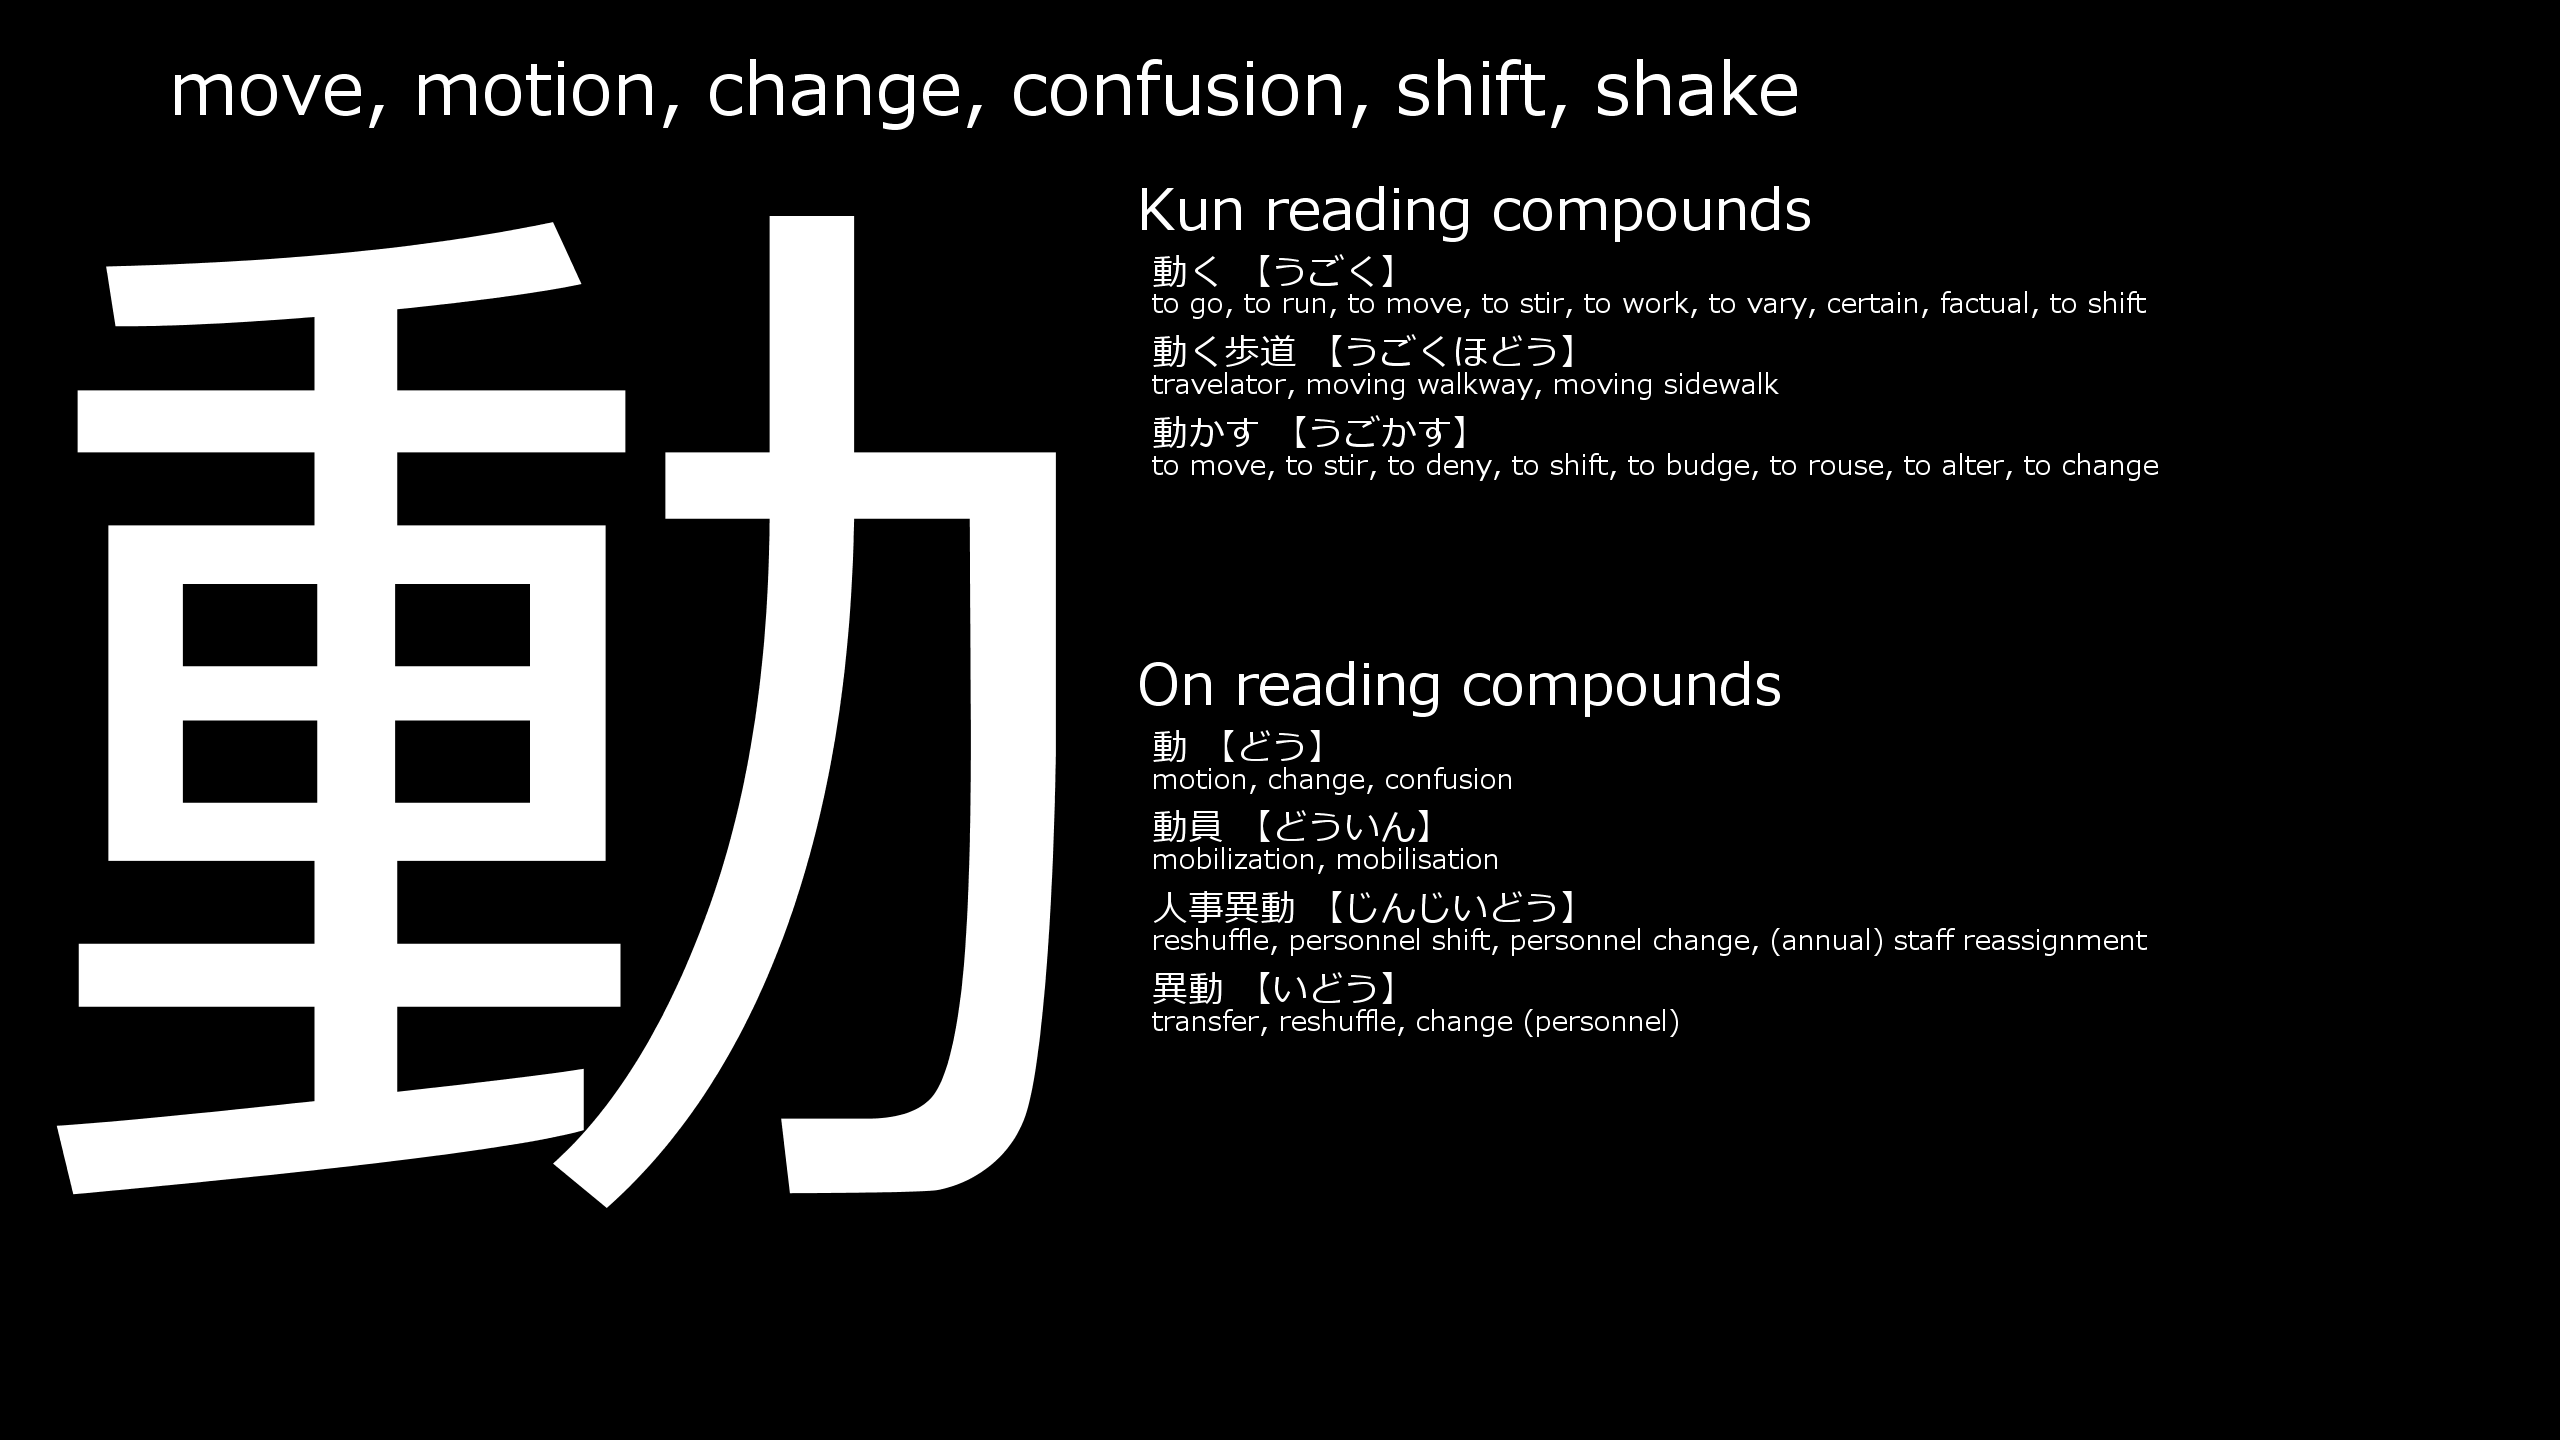 move, motion, change, confusion, shift, shake
動
Kun reading compounds
動く 【うごく】
to go, to run, to move, to stir, to work, to vary, certain, factual, to shift
動く歩道 【うごくほどう】
travelator, moving walkway, moving sidewalk
動かす 【うごかす】
to move, to stir, to deny, to shift, to budge, to rouse, to alter, to change
On reading compounds
動 【どう】
motion, change, confusion
動員 【どういん】
mobilization, mobilisation
人事異動 【じんじいどう】
reshuffle, personnel shift, personnel change, (annual) staff reassignment
異動 【いどう】
transfer, reshuffle, change (personnel)